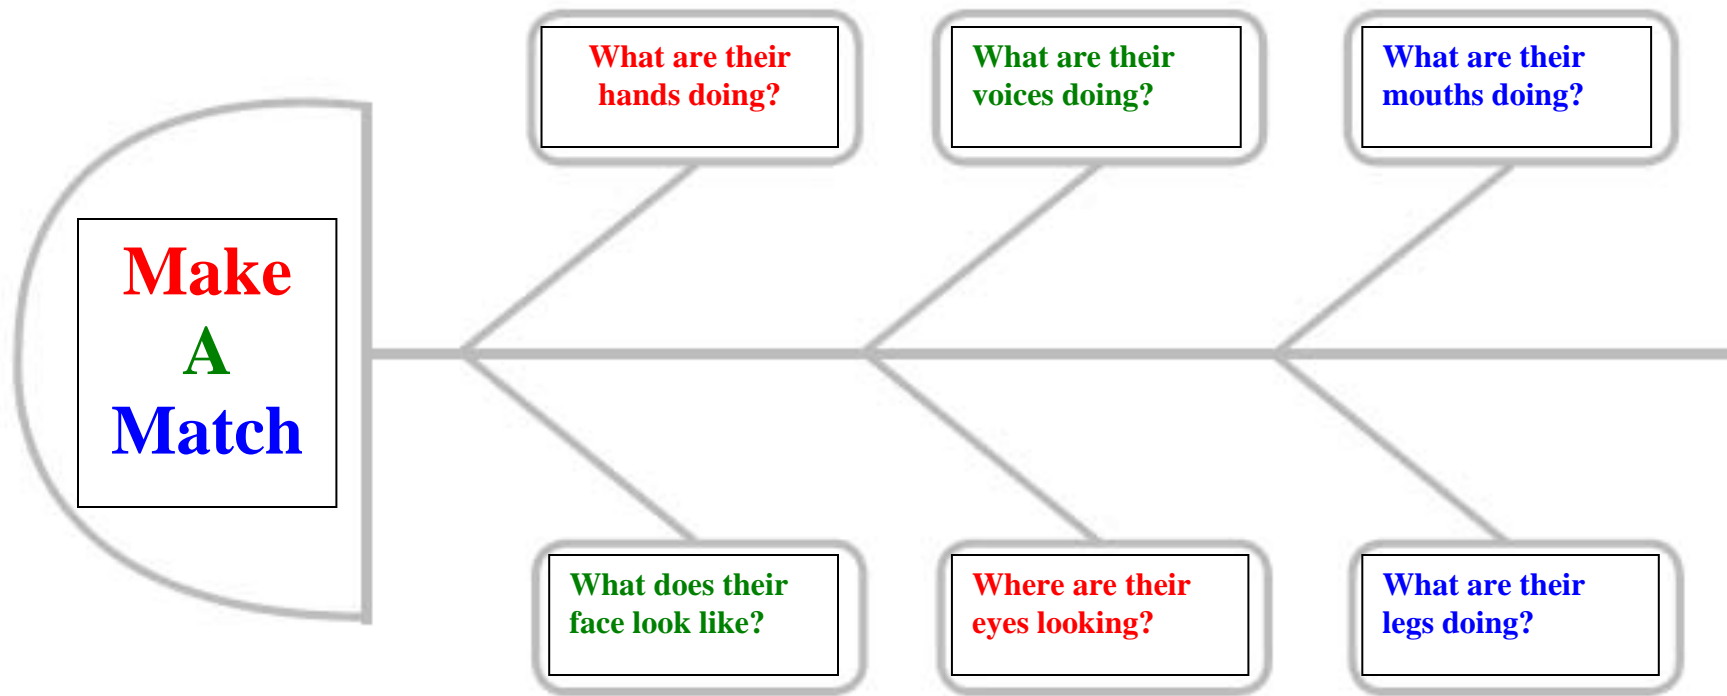 What are their
hands doing?
What are their
voices doing?
What are their
mouths doing?
Make
A
Match
What does their
face look like?
Where are their
eyes looking?
What are their
legs doing?